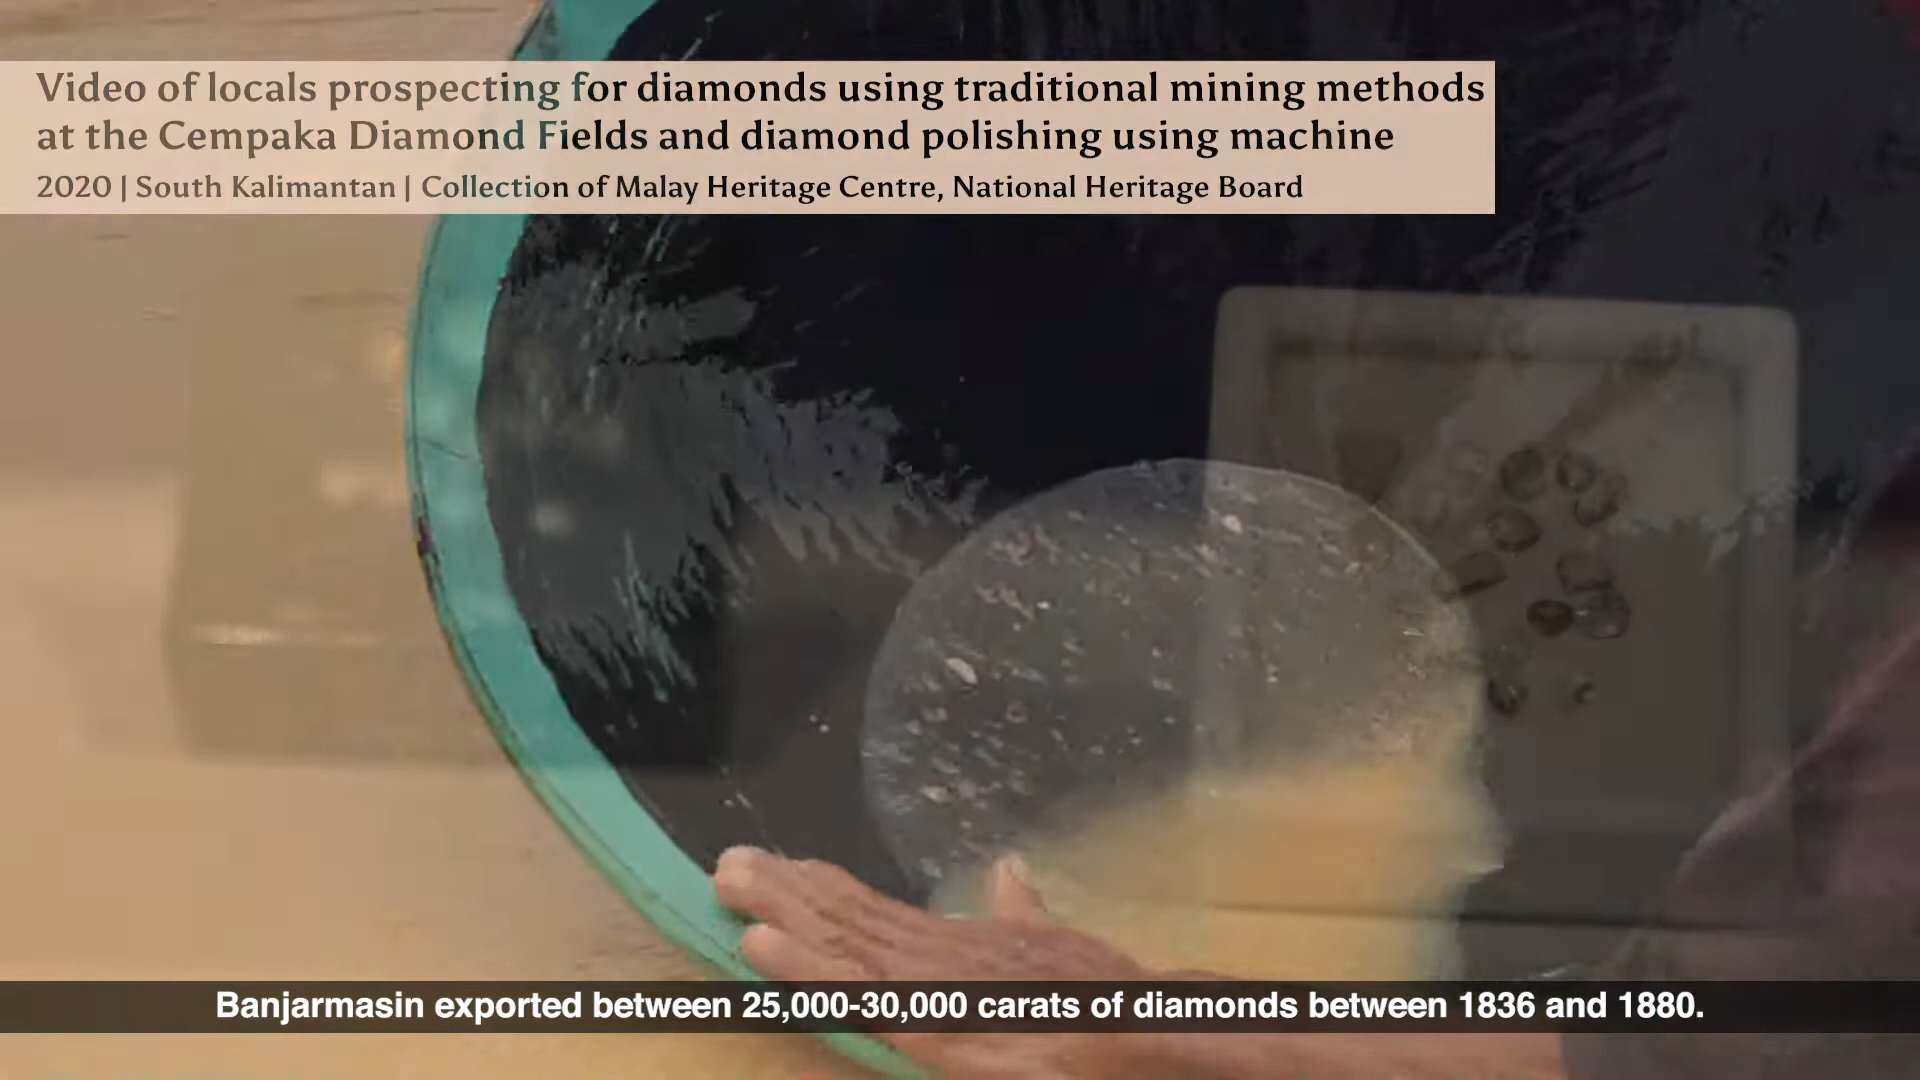 Video of locals prospecting for diamonds using traditional mining methods
at the Cempaka Diamond Fields and diamond polishing using machine
2020 | South Kalimantan | Collection of Malay Heritage Centre, National Heritage Board
Banjarmasin exported between 25,000-30,000 carats of diamonds between 1836 and 1880.